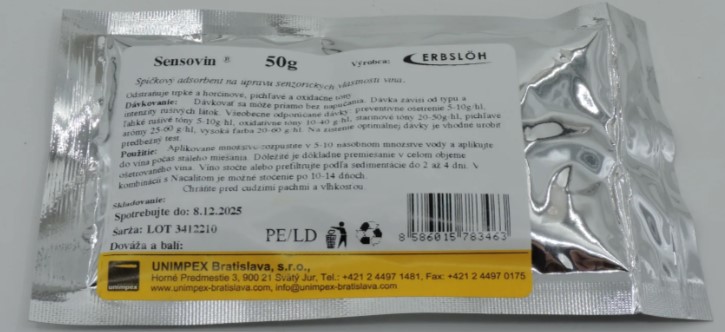 Sensovin ® 50g Výrobca: ERBSLÖH
Špičkový adsorbent na úpravu senzorických vlastností vína.
Odstraňuje trpké a horčinové, pichľavé a oxidačné tóny
Dávkovanie: Dávkovať sa môže priamo bez napúčania. Dávka závisí od typu a
intenzity rušivých látok. Všeobecne odporúčané dávky: preventívne ošetrenie 5-10g/hl,
ľahké rušivé tóny 5-10g hl, oxidatívne tóny 10-40 g hl, starinové tóny 20-50g/hl, pichľavé
arómy 25-60 g/hl, vysoká farba 20-60 g/hl. Na zistenie optimálnej dávky je vhodné urobiť
predbežný test.
Použitie: Aplikované množstvo rozpustite v 5-10 násobnom množstve vody a aplikujte
do vína počas stáleho miešania. Dôležité je dôkladné premiešanie v celom objeme
ošetrovaného vína. Víno stočte alebo prefiltrujte podľa sedimentácie do 2 až 4 dní. V
kombinácii s Nacalitom je možné stočenie po 10-14 dňoch.
Chráňte pred cudzími pachmi a vlhkosťou.
Skladovanie:
Spotrebujte do: 8.12.2025
Šarža: LOT 3412210
Dováža a balí:
PE/LD
8 586015 783463
UNIMPEX Bratislava, s.r.o.,
Horné Predmestie 3, 900 21 Svätý Jur, Tel.: +421 2 4497 1481, Fax: +421 2 4497 0175
www.unimpex-bratislava.com, info@unimpex-bratislava.com
unimpex